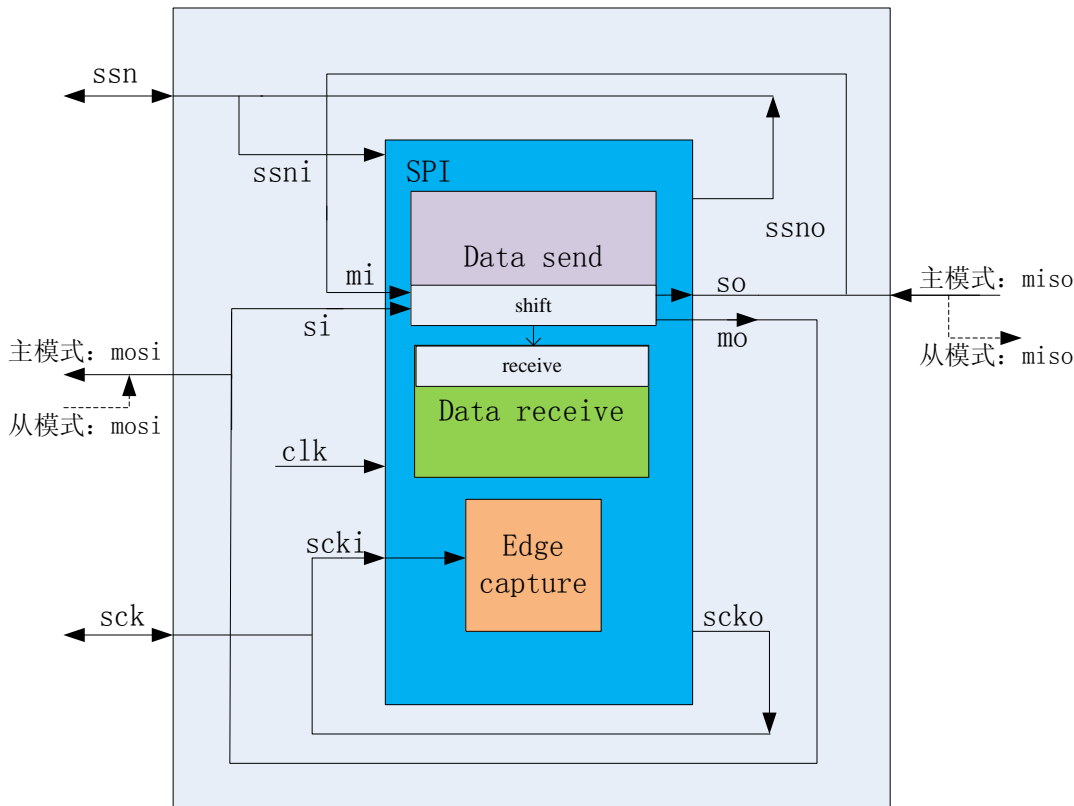 ssn
ssni
SPI
ssno
Data send
mi
so
主模式: miso
shift
si
mo
主模式: mosi
从模式: miso
receive
从模式: mosi
Data receive
clk
scki
Edge
capture
sck
scko